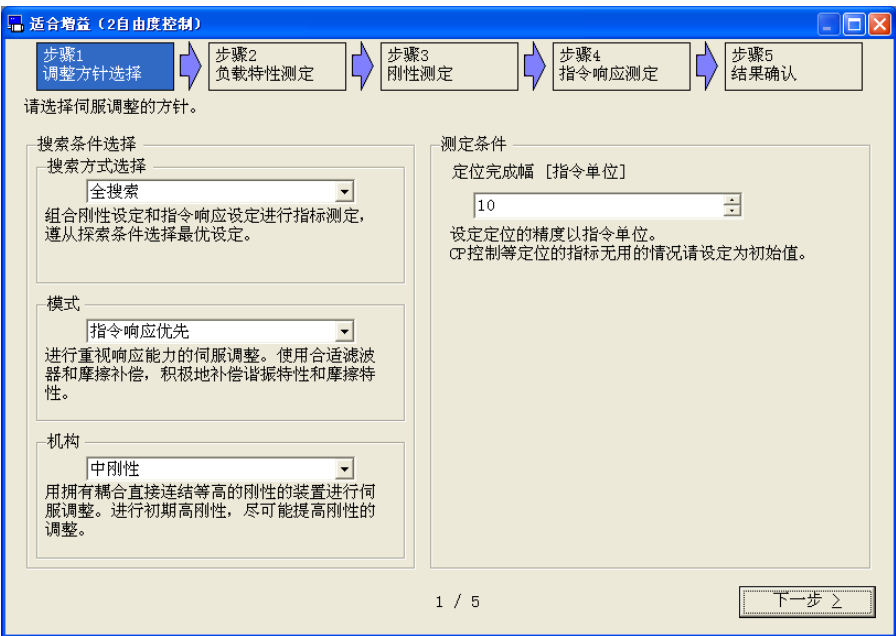 适合增益（2自由度控制）
步骤1
调整方针选择
步骤2
负载特性测定
步骤3
刚性测定
步骤4
指令响应测定
步骤5
结果确认
请选择伺服调整的方针。
搜索条件选择
搜索方式选择
全搜索
组合刚性设定和指令响应设定进行指标测定，
遵从探索条件选择最优设定。
模式
指令响应优先
进行重视响应能力的伺服调整。使用合适滤波
器和摩擦补偿，积极地补偿谐振特性和摩擦特
性。
机构
中刚性
用拥有耦合直接连结等高的刚性的装置进行伺
服调整。进行初期高刚性，尽可能提高刚性的
调整。
测定条件
定位完成幅 [指令单位]
10
设定定位的精度以指令单位。
CP控制等定位的指标无用的情况请设定为初始值。
1 / 5
下一步 ≥